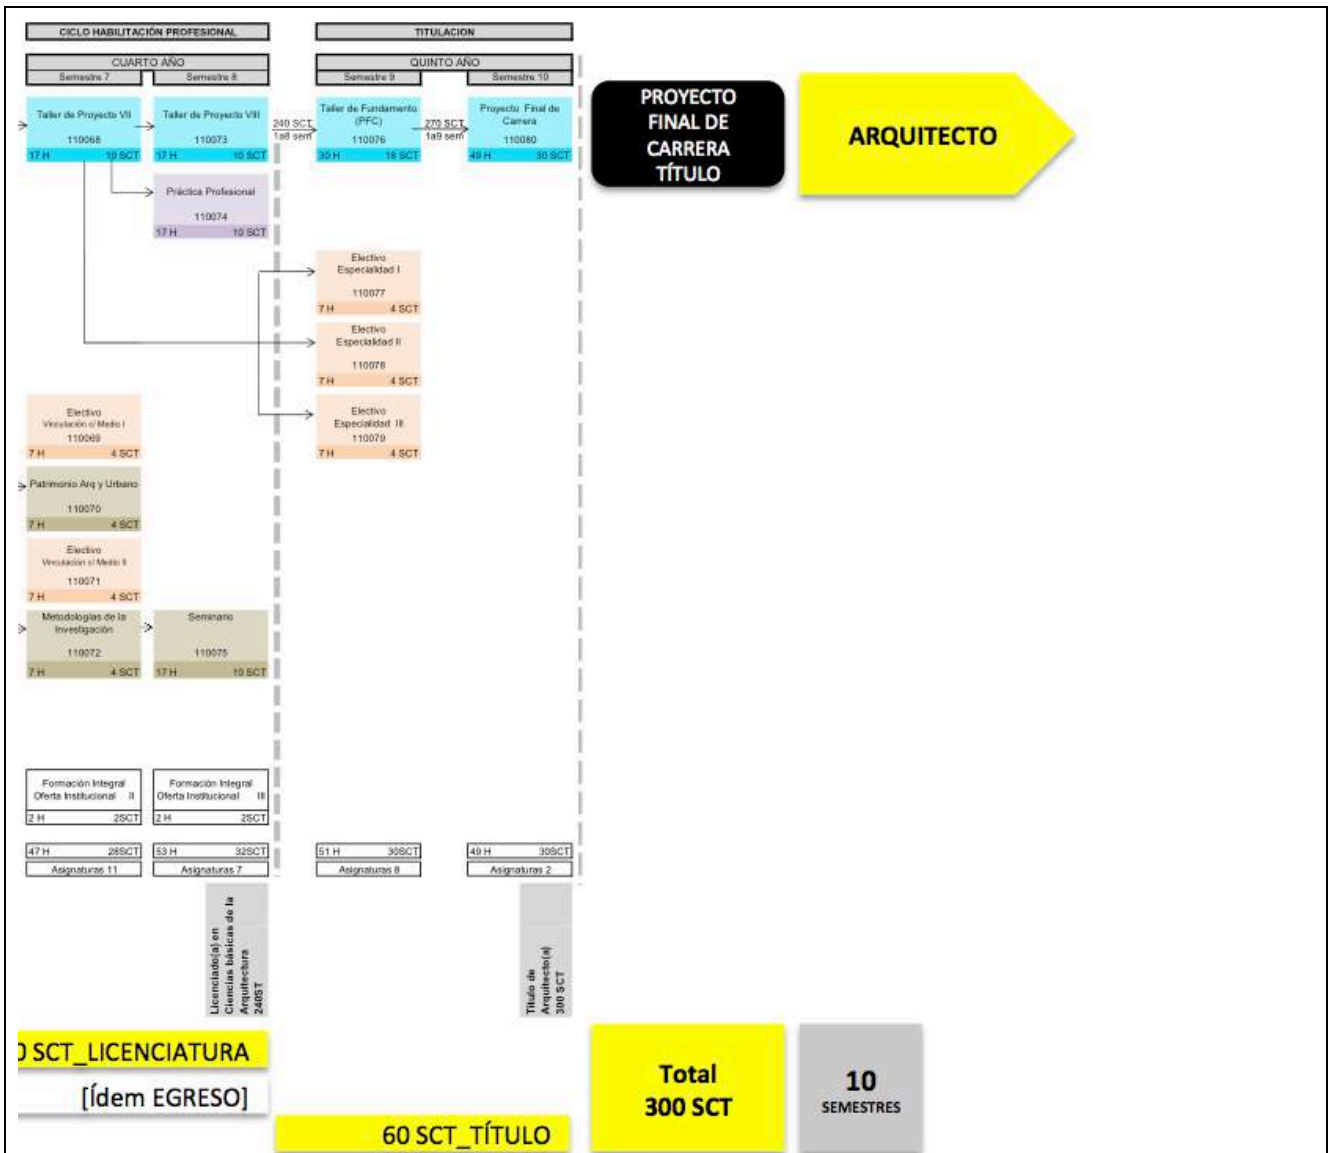 CICLO HABILITACIÓN PROFESIONAL
TITULACION
CUARTO AÑO
QUINTO AÑO
Semestre 7
Semestre 8
Semestre 9
Semestre 10
Taller de Proyecto VII
110068
17 H 10 SCT
Taller de Proyecto VIII
110073
17 H 10 SCT
240 SCT
1a8 sem
Taller de Fundamento
(PFC)
110076
30 H 18 SCT
270 SCT
1a9 sem
Proyecto Final de
Carrera
110080
49 H 30 SCT
PROYECTO
FINAL DE
CARRERA
TÍTULO
ARQUITECTO
Práctica Profesional
110074
17 H 10 SCT
Electivo
Especialidad I
110077
7 H 4 SCT
Electivo
Especialidad II
110078
7 H 4 SCT
Electivo
Especialidad III
110079
7 H 4 SCT
Electivo
Vinculación c/ Medio I
110069
7 H 4 SCT
Patrimonio Arq y Urbano
110070
7 H 4 SCT
Electivo
Vinculación c/ Medio II
110071
7 H 4 SCT
Metodologías de la
Investigación
110072
7 H 4 SCT
Seminario
110075
17 H 10 SCT
Formación Integral
Oferta Institucional II
2 H 2SCT
Formación Integral
Oferta Institucional III
2 H 2SCT
47 H 28SCT
53 H 32SCT
51 H 30SCT
49 H 30SCT
Asignaturas 11
Asignaturas 7
Asignaturas 8
Asignaturas 2
Licenciado(a) en
Ciencias básicas de la
Arquitectura
240ST
Título de
Arquitecto(a)
300 SCT
0 SCT_LICENCIATURA
[Ídem EGRESO]
60 SCT_TÍTULO
Total
300 SCT
10
SEMESTRES